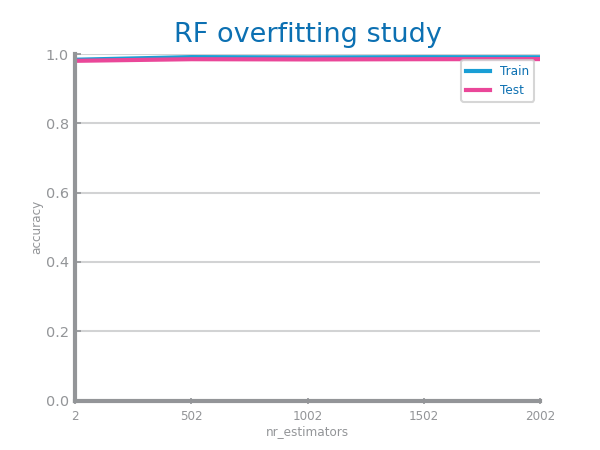 RF overfitting study
1.0
0.8
0.6
0.4
0.2
0.0
accuracy
Train
Test
2 502 1002 1502 2002
nr_estimators